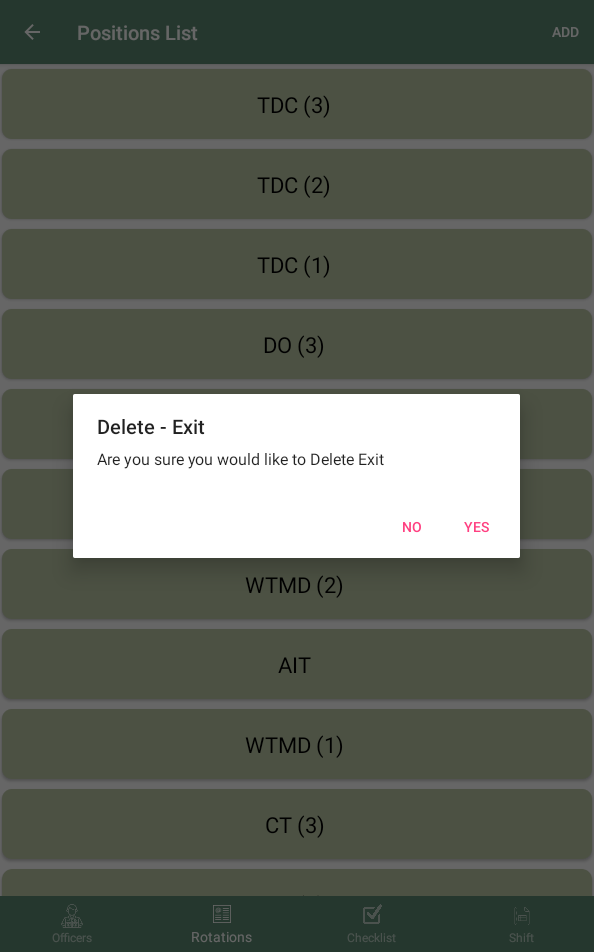 Positions List
ADD
TDC (3)
TDC (2)
TDC (1)
DO (3)
Delete - Exit
Are you sure you would like to Delete Exit
NO
YES
WTMD (2)
AIT
WTMD (1)
CT (3)
Officers
Rotations
Checklist
Shift